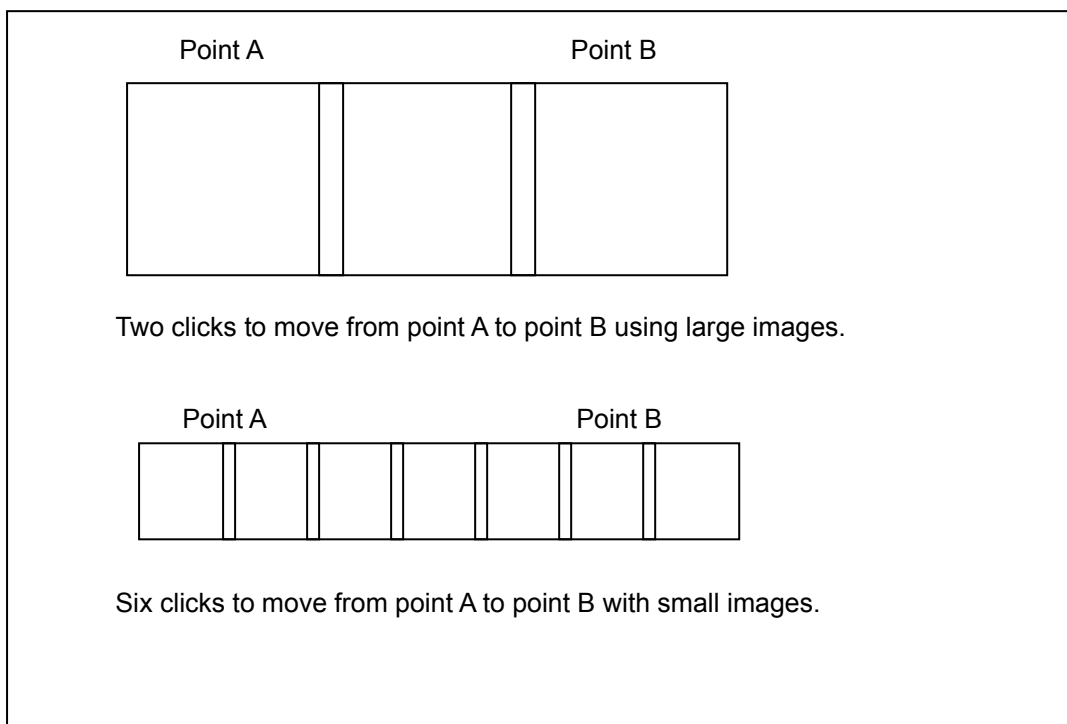 Point A Point B
Two clicks to move from point A to point B using large images.
Point A Point B
Six clicks to move from point A to point B with small images.